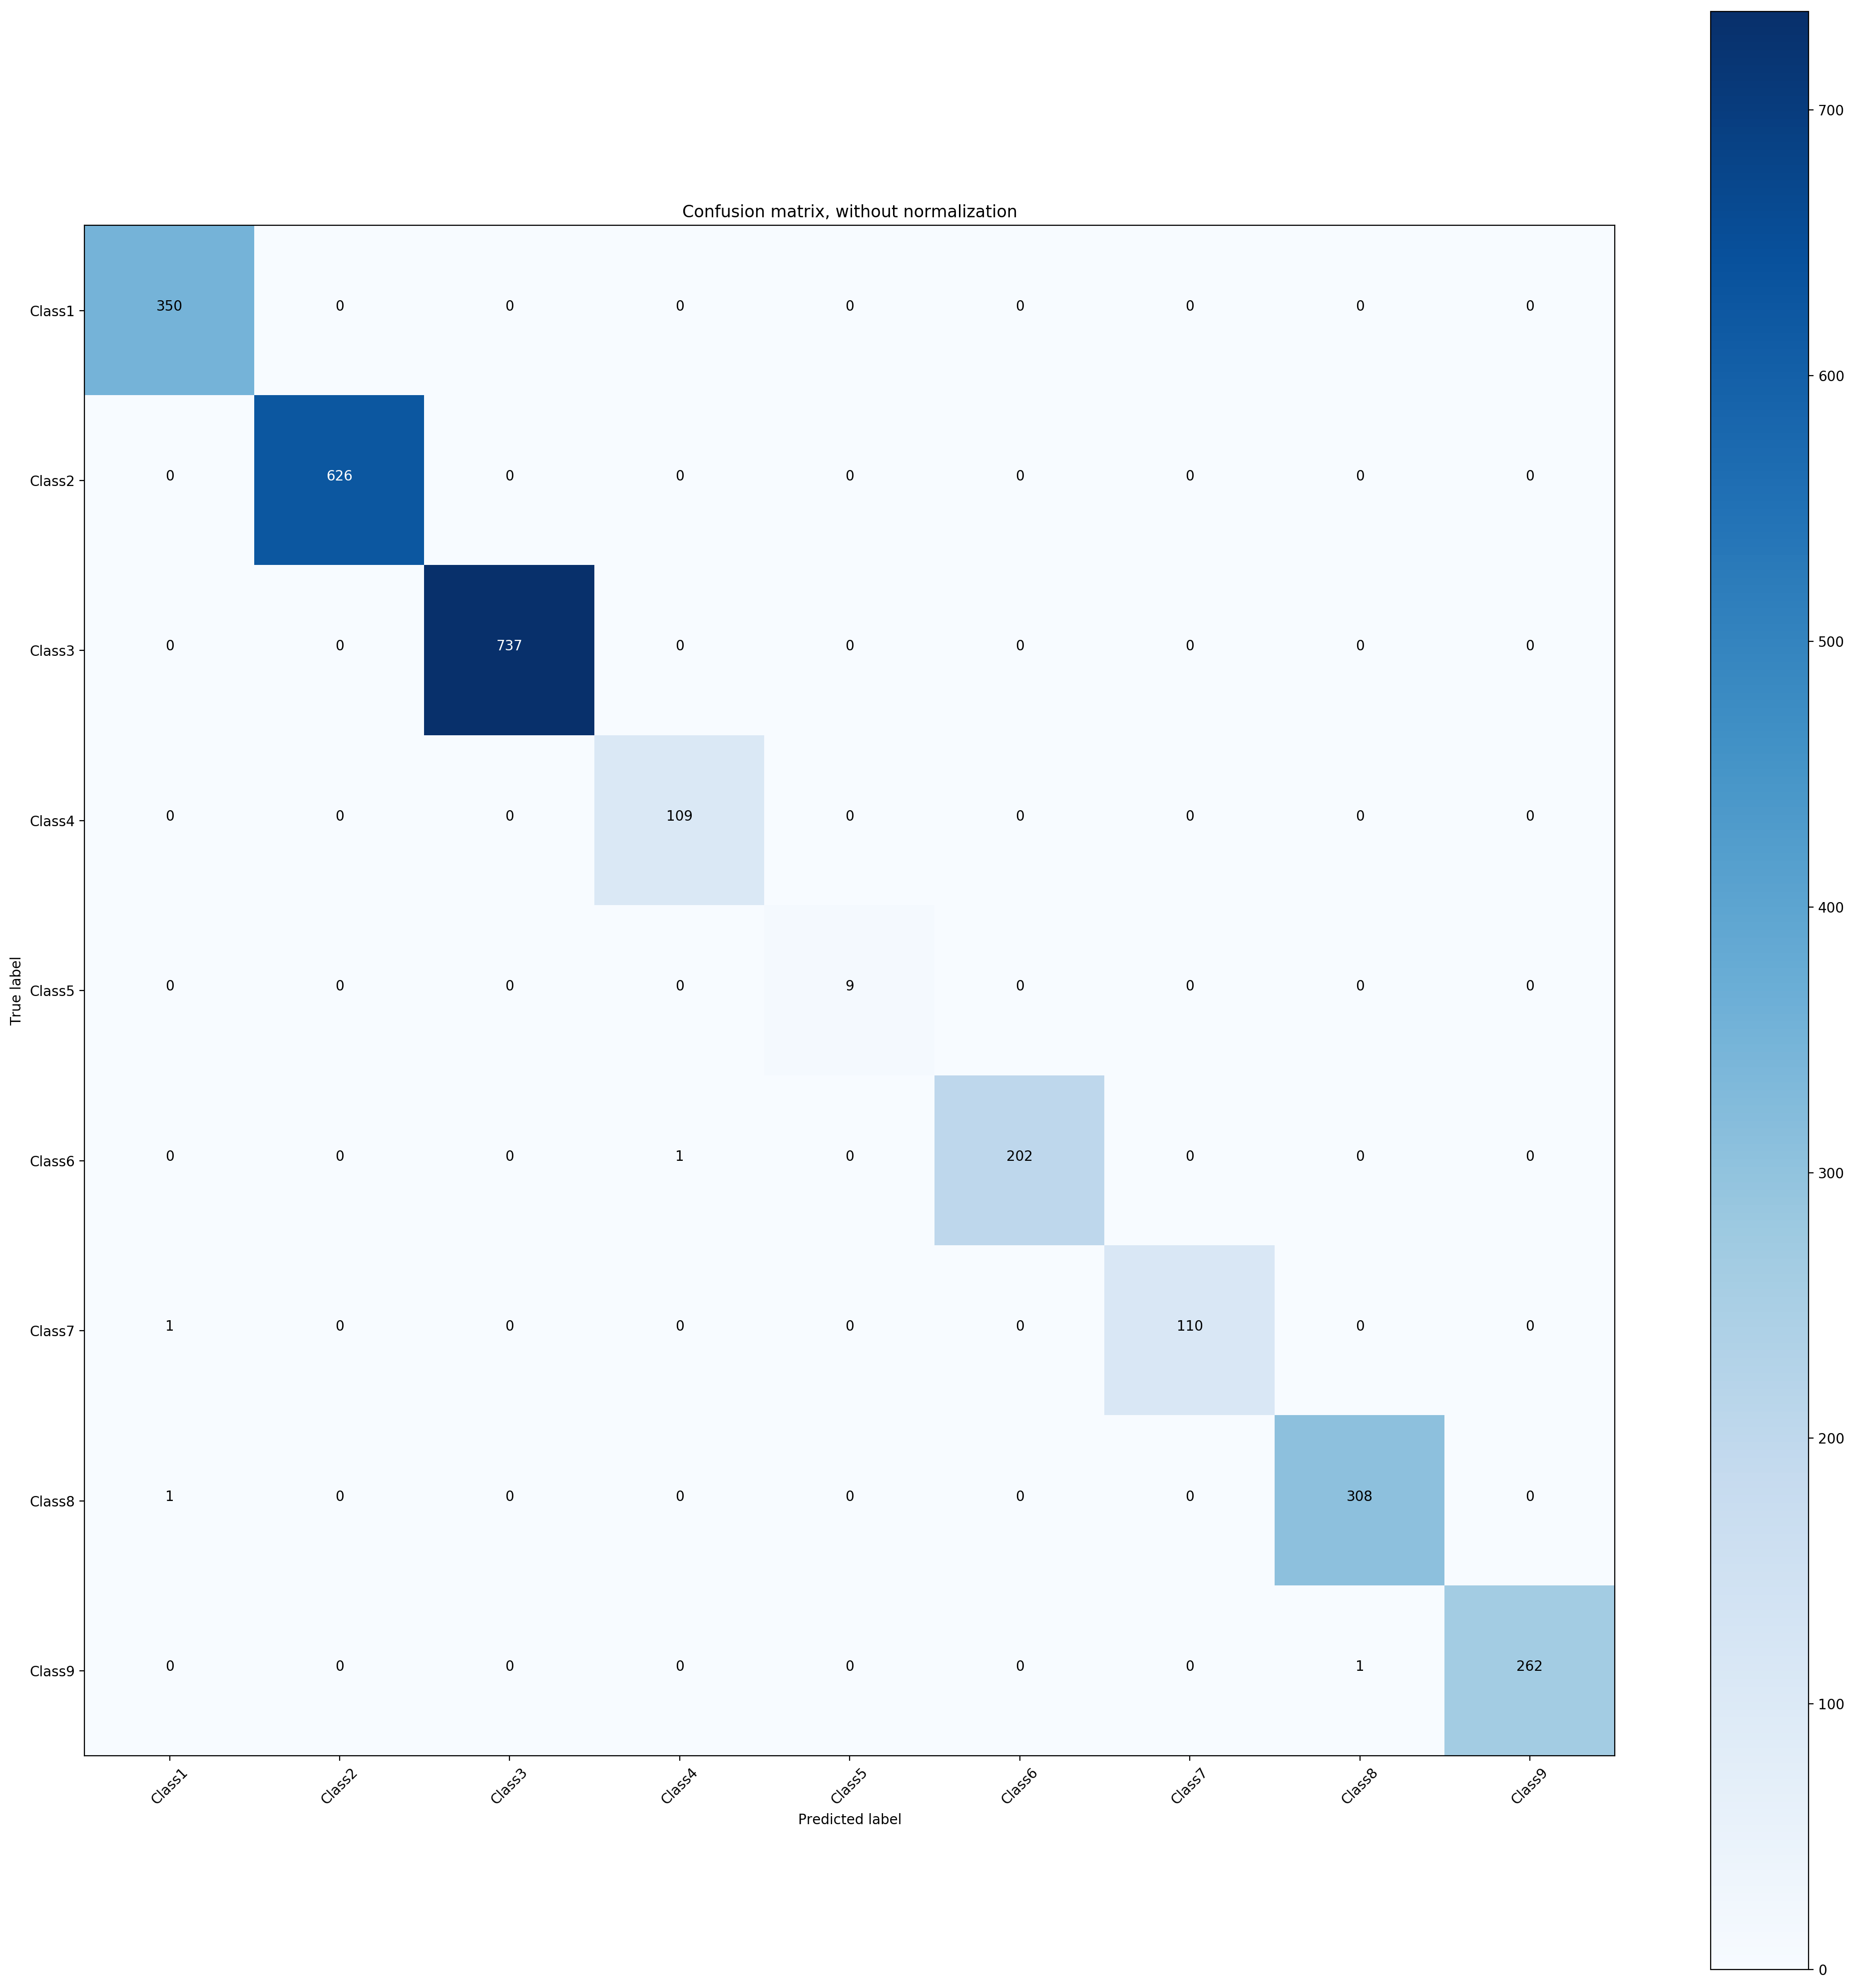 Confusion matrix, without normalization
Class1 350 0 0 0 0 0 0 0 0
Class2 0 626 0 0 0 0 0 0 0
Class3 0 0 737 0 0 0 0 0 0
Class4 0 0 0 109 0 0 0 0 0
Class5 0 0 0 0 9 0 0 0 0
Class6 0 0 0 1 0 202 0 0 0
Class7 1 0 0 0 0 0 110 0 0
Class8 1 0 0 0 0 0 0 308 0
Class9 0 0 0 0 0 0 0 1 262
Class1 Class2 Class3 Class4 Class5 Class6 Class7 Class8 Class9
Predicted label
True label
700
600
500
400
300
200
100
0